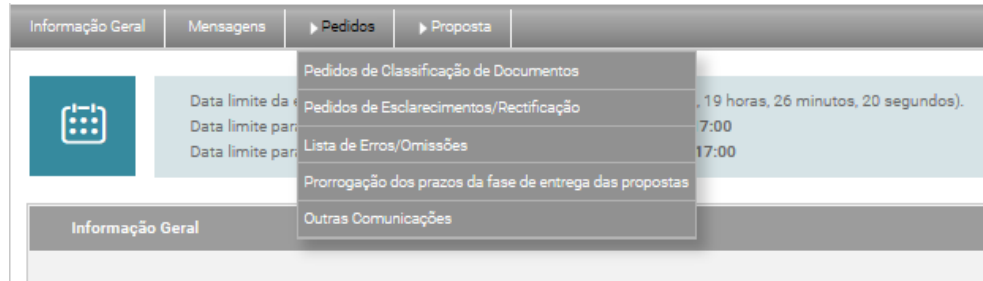 Informação Geral Mensagens Pedidos Proposta
Pedidos de Classificação de Documentos
Data limite da , 19 horas, 26 minutos, 20 segundos).
Pedidos de Esclarecimentos/Rectificação
Data limite 7:00
Lista de Erros/Omissões
Data limite 17:00
Prorrogação dos prazos da fase de entrega das propostas
Outras Comunicações
Informação Geral